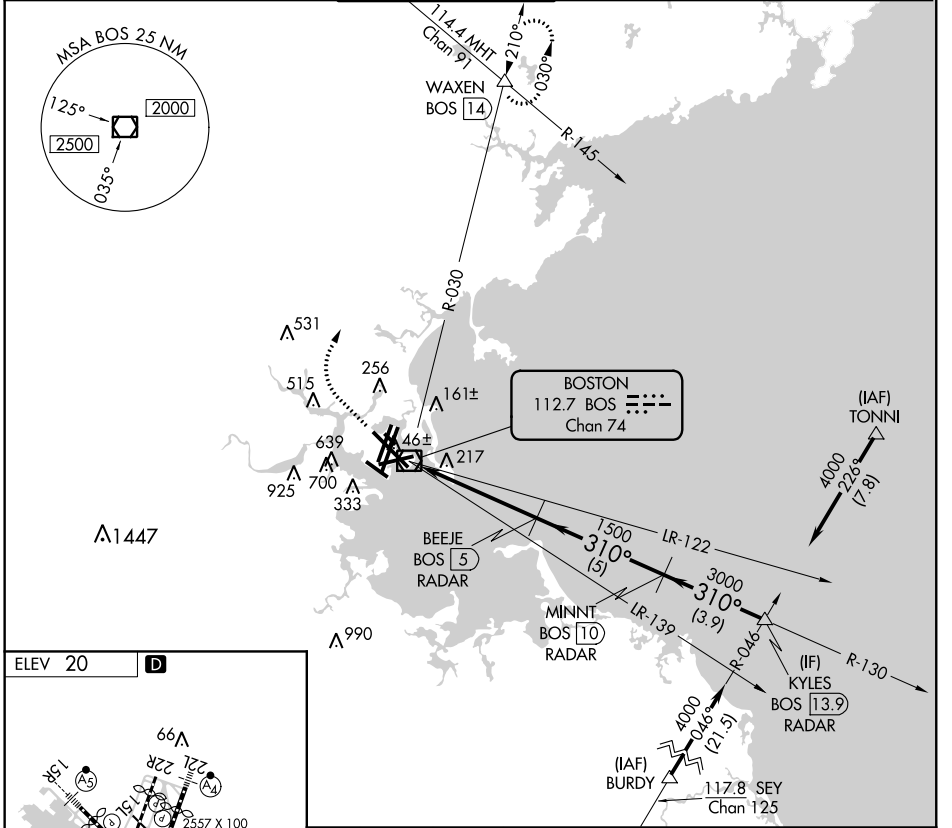 MSA BOS 25 NM
125°
2000
2500
035°
114.4 MHT
Chan 91
210°
030°
WAXEN
BOS 14
R-145
R-030
531
515
256
161±
BOSTON
112.7 BOS
Chan 74
(IAF)
TONNI
4000
226°
(7.8)
639
46±
217
700
925
333
1447
BEEJE
BOS 5
RADAR
1500
310°
(5)
LR-122
3000
310°
(3.9)
MINNT
BOS 10
RADAR
LR-139
990
R-046
(IF)
KYLES
BOS 13.9
RADAR
R-130
4000
046°
(21.5)
(IAF)
BURDY
117.8 SEY
Chan 125
ELEV 20
D
66
15R
A5
22R
22L
A4
15L
P
P
P
2557 X 100